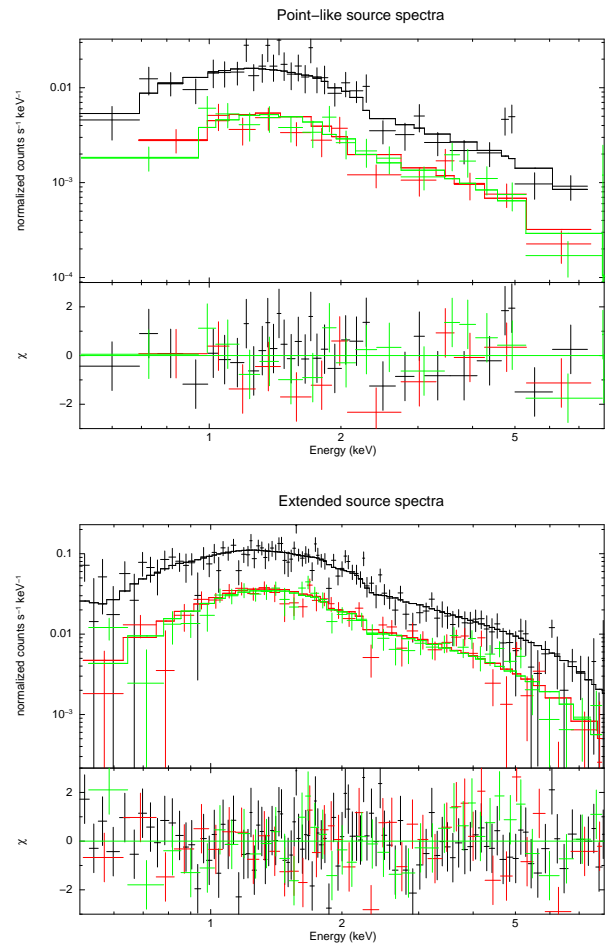 Point-like source spectra
normalized counts s⁻¹ keV⁻¹
0.01
10⁻³
10⁻⁴
χ
2
0
−2
1 2 5
Energy (keV)
Extended source spectra
normalized counts s⁻¹ keV⁻¹
0.1
0.01
10⁻³
χ
2
0
−2
1 2 5
Energy (keV)